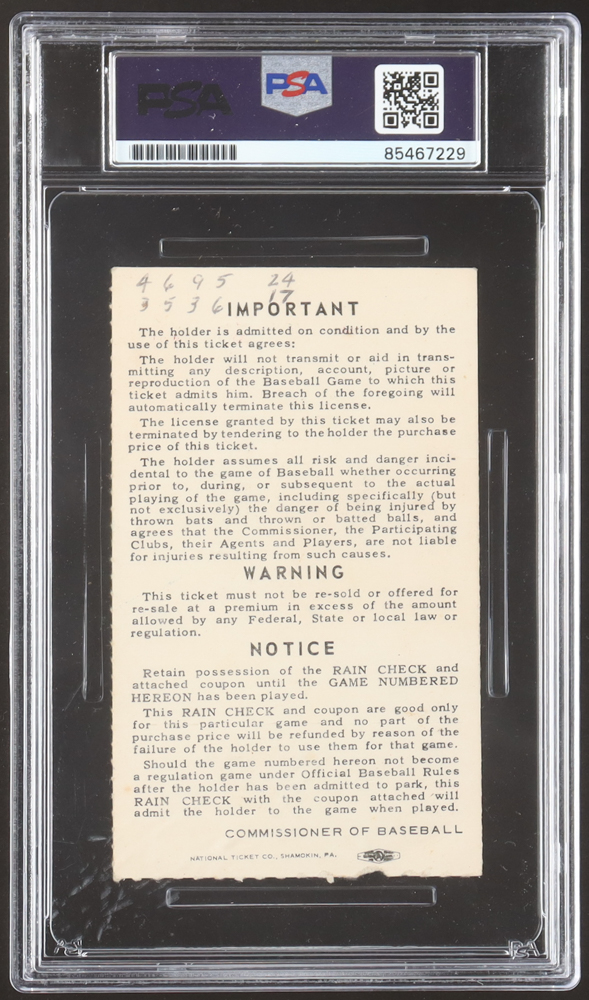 PSA
PSA
85467229
4 6 9 5 24
3 5 3 6 17
IMPORTANT
The holder is admitted on condition and by the
use of this ticket agrees:
The holder will not transmit or aid in trans-
mitting any description, account, picture or
reproduction of the Baseball Game to which this
ticket admits him. Breach of the foregoing will
automatically terminate this license.
The license granted by this ticket may also be
terminated by tendering to the holder the purchase
price of this ticket.
The holder assumes all risk and danger inci-
dental to the game of Baseball whether occurring
prior to, during, or subsequent to the actual
playing of the game, including specifically (but
not exclusively) the danger of being injured by
thrown bats and thrown or batted balls, and
agrees that the Commissioner, the Participating
Clubs, their Agents and Players, are not liable
for injuries resulting from such causes.
WARNING
This ticket must not be re-sold or offered for
re-sale at a premium in excess of the amount
allowed by any Federal, State or local law or
regulation.
NOTICE
Retain possession of the RAIN CHECK and
attached coupon until the GAME NUMBERED
HEREON has been played.
This RAIN CHECK and coupon are good only
for this particular game and no part of the
purchase price will be refunded by reason of the
failure of the holder to use them for that game.
Should the game numbered hereon not become
a regulation game under Official Baseball Rules
after the holder has been admitted to park, this
RAIN CHECK with the coupon attached will
admit the holder to the game when played.
COMMISSIONER OF BASEBALL
NATIONAL TICKET CO., SHAMOKIN, PA.